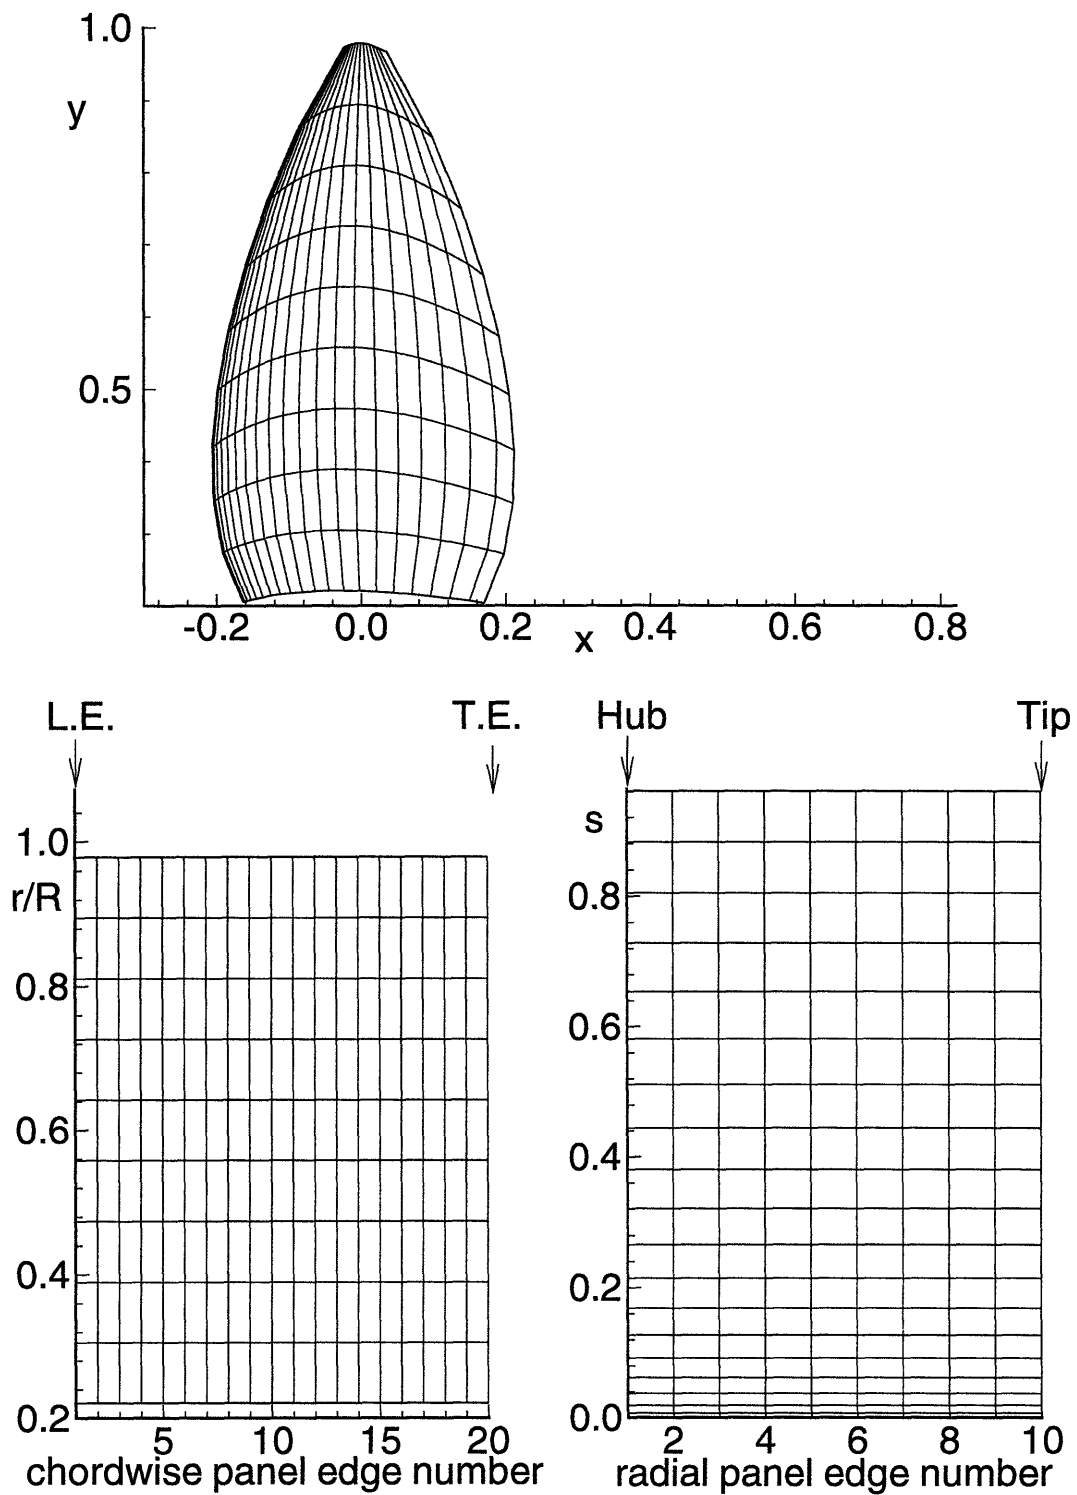 1.0
y
0.5
-0.2 0.0 0.2 x 0.4 0.6 0.8
L.E. T.E.
1.0
r/R
0.8
0.6
0.4
0.2
5 10 15 20
chordwise panel edge number
Hub Tip
s
0.8
0.6
0.4
0.2
0.0
2 4 6 8 10
radial panel edge number